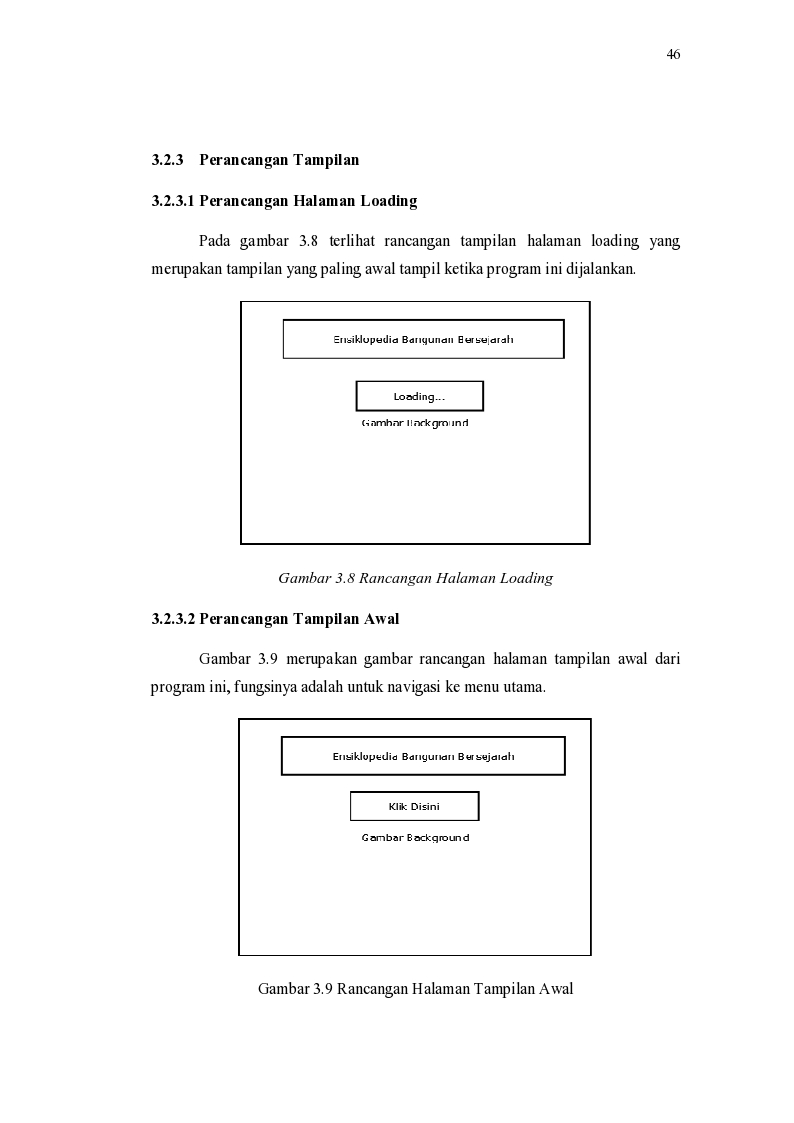 46
3.2.3 Perancangan Tampilan
3.2.3.1 Perancangan Halaman Loading
Pada gambar 3.8 terlihat rancangan tampilan halaman loading yang
merupakan tampilan yang paling awal tampil ketika program ini dijalankan.
Ensiklopedia Bangunan Bersejarah
Loading...
Gambar Background
Gambar 3.8 Rancangan Halaman Loading
3.2.3.2 Perancangan Tampilan Awal
Gambar 3.9 merupakan gambar rancangan halaman tampilan awal dari
program ini, fungsinya adalah untuk navigasi ke menu utama.
Ensiklopedia Bangunan Bersejarah
Klik Disini
Gambar Background
Gambar 3.9 Rancangan Halaman Tampilan Awal